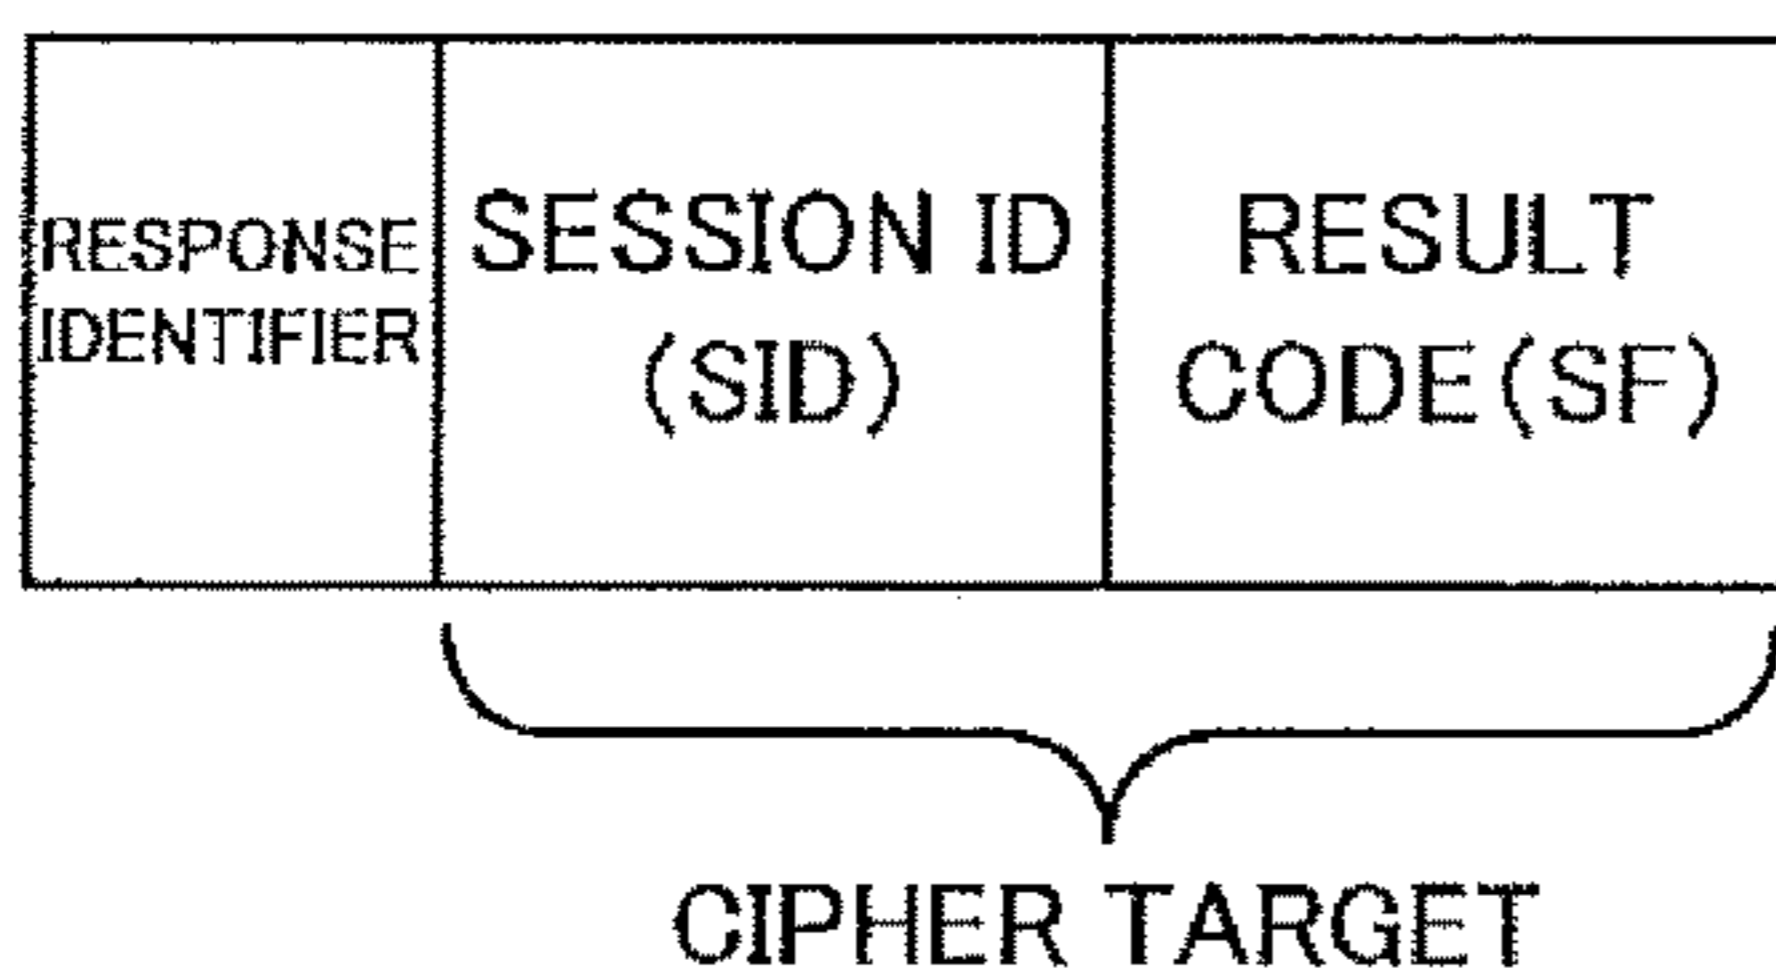 RESPONSE
IDENTIFIER
SESSION ID
(SID)
RESULT
CODE(SF)
CIPHER TARGET